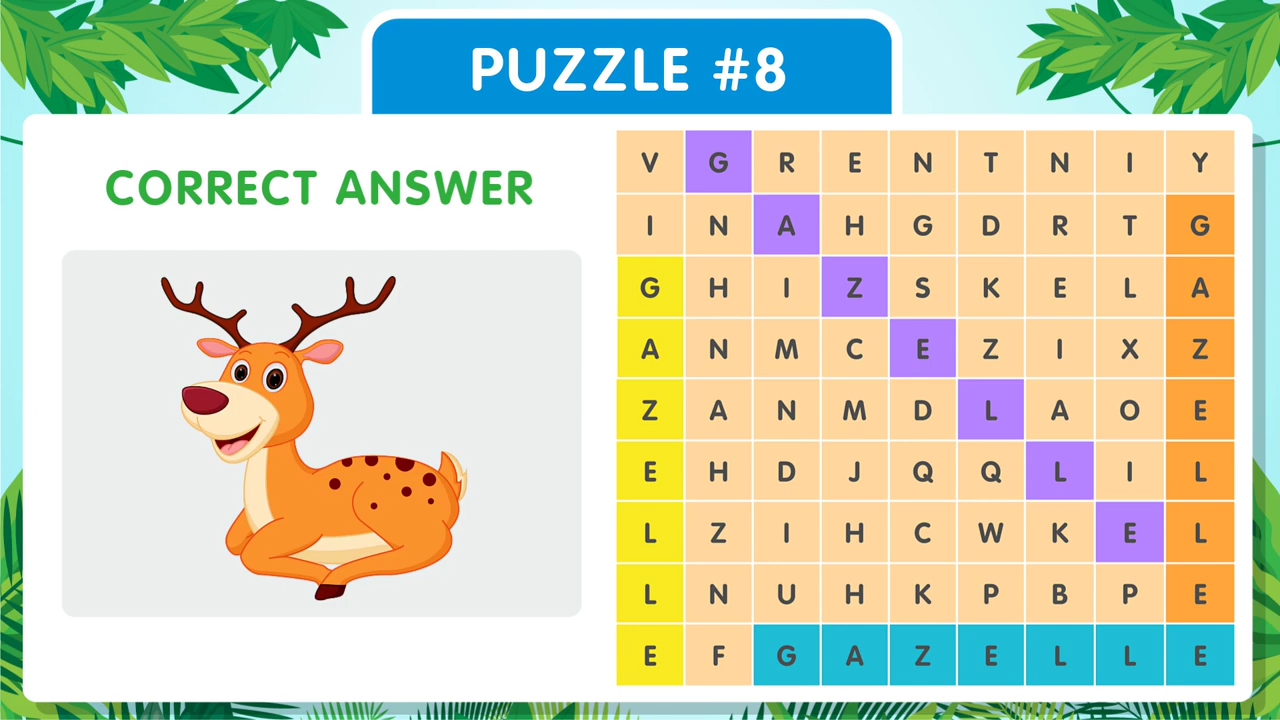 PUZZLE #8
CORRECT ANSWER
V G R E N T N I Y
I N A H G D R T G
G H I Z S K E L A
A N M C E Z I X Z
Z A N M D L A O E
E H D J Q Q L I L
L Z I H C W K E L
L N U H K P B P E
E F G A Z E L L E